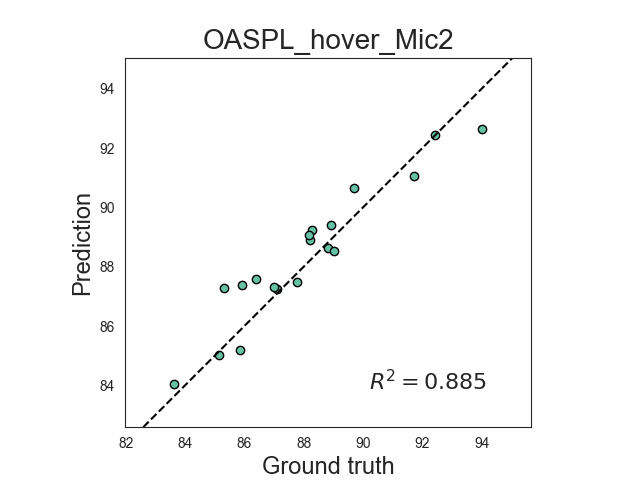 OASPL_hover_Mic2
94
92
90
88
86
84
Prediction
R² = 0.885
82 84 86 88 90 92 94
Ground truth